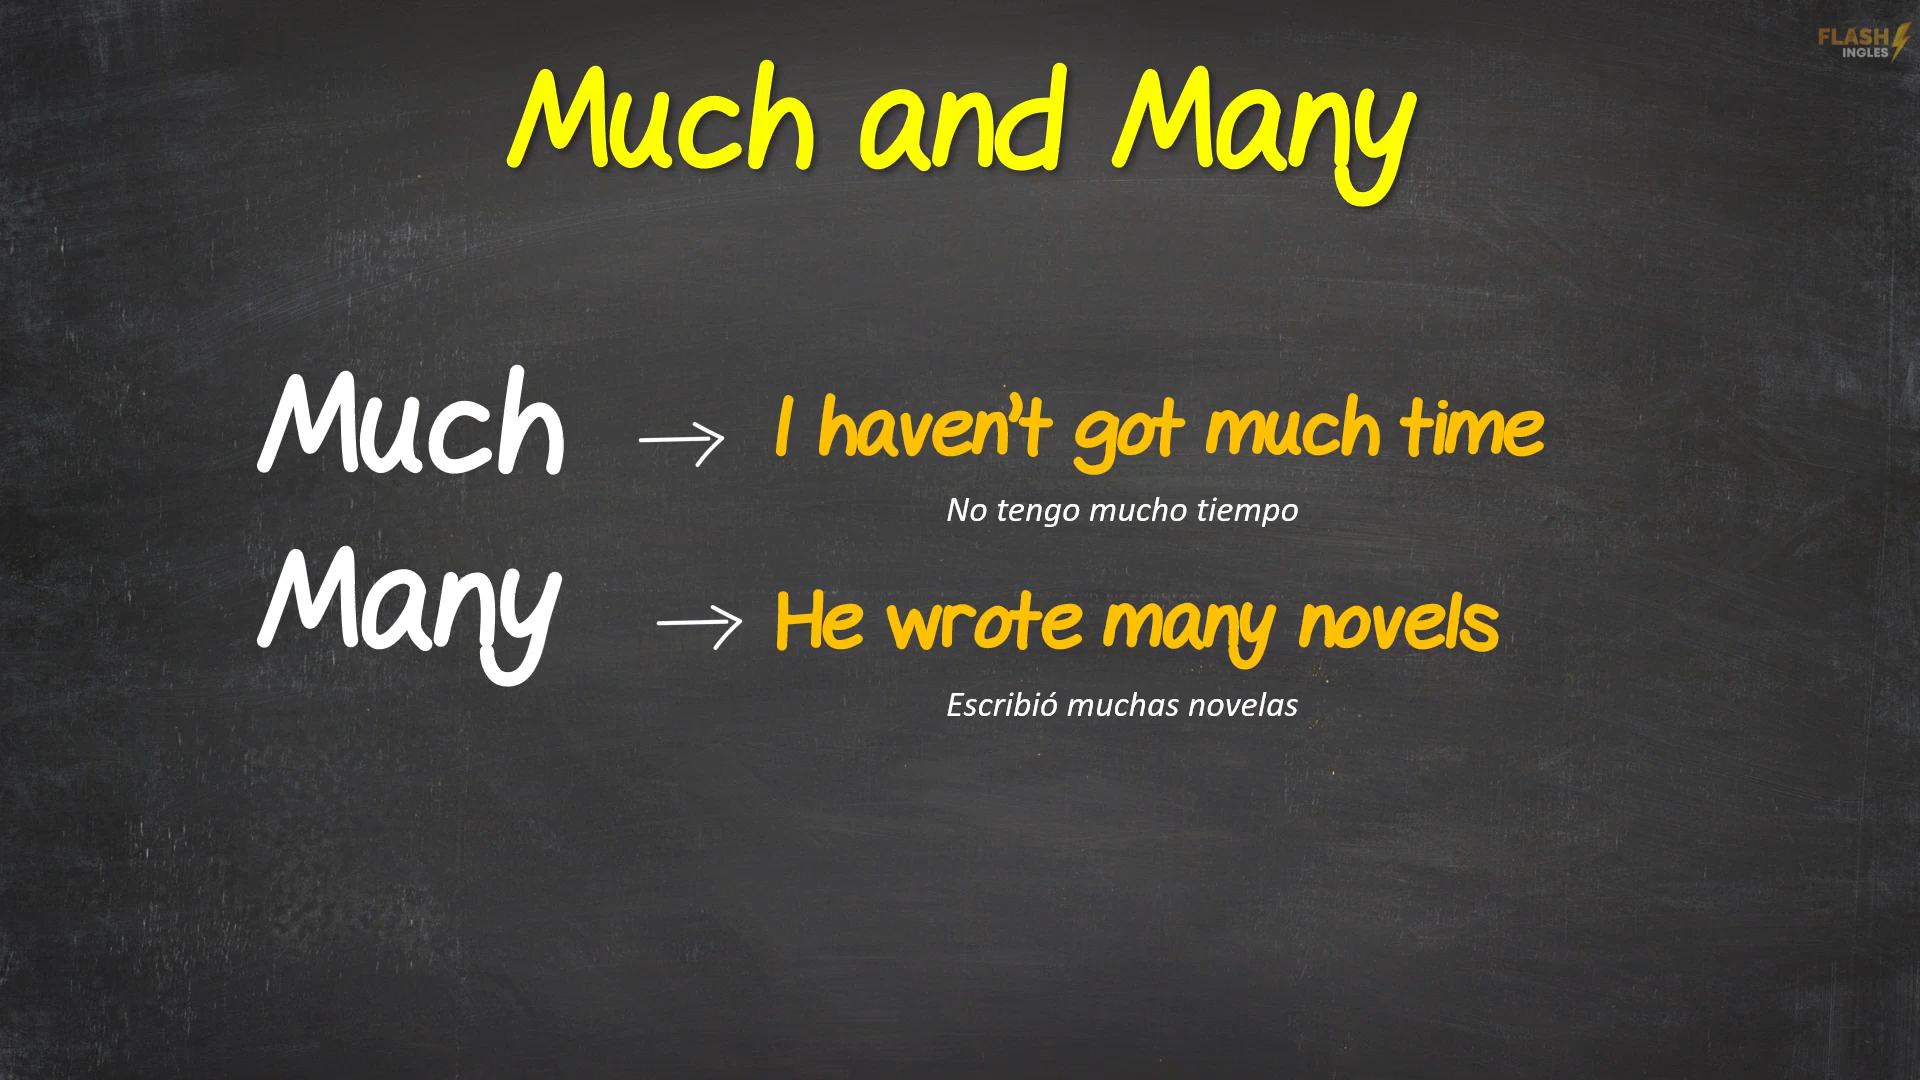 FLASH
INGLES
Much and Many
Much → I haven't got much time
No tengo mucho tiempo
Many → He wrote many novels
Escribió muchas novelas